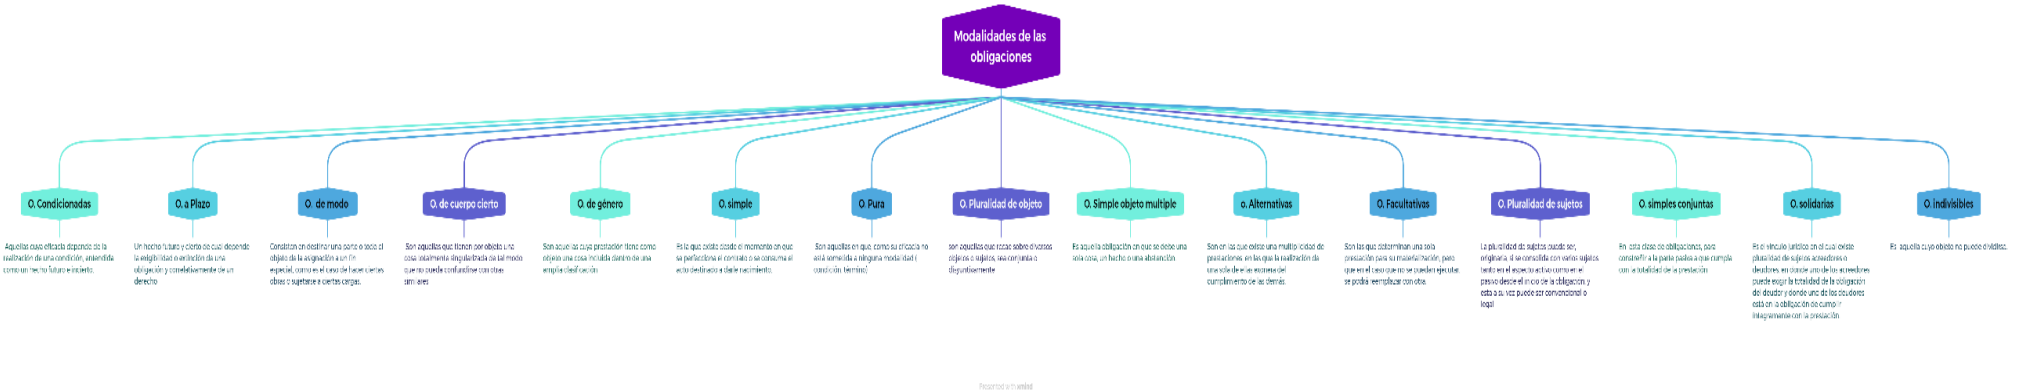 Modalidades de las
obligaciones
O. Condicionadas
O. a Plazo
O. de modo
O. de cuerpo cierto
O. de género
O. simple
O. Pura
O. Pluralidad de objeto
O. Simple objeto multiple
o. Alternativas
O. Facultativas
O. Pluralidad de sujetos
O. simples conjuntas
O. solidarias
O. indivisibles
Aquellas cuya eficacia depende de la
realización de una condición, entendida
como un hecho futuro e incierto.
Un hecho futuro y cierto de cual depende
la exigibilidad o extinción de una
obligación y correlativamente de un
derecho
Consisten en destinar una parte o todo el
objeto de la asignación a un fin
especial, como es el caso de hacer ciertas
obras o sujetarse a ciertas cargas.
Son aquellas que tienen por objeto una
cosa totalmente singularizada de tal modo
que no pueda confundirse con otras
similares
Son aquellas cuya prestación tiene como
objeto una cosa incluida dentro de una
amplia clasificación
Es la que existe desde el momento en que
se perfecciona el contrato o se consuma el
acto destinado a darle nacimiento.
Son aquellas en que, como su eficacia no
está sometida a ninguna modalidad (
condición, término)
son aquellas que recae sobre diversos
objetos o sujetos, sea conjunta o
disyuntivamente
Es aquella obligación en que se debe una
sola cosa, un hecho o una abstención
Son en las que existe una multiplicidad de
prestaciones, en las que la realización de
una sola de ellas exonera del
cumplimiento de las demás.
Son las que determinan una sola
prestación para su materialización, pero
que en el caso que no se puedan ejecutar,
se podrá reemplazar con otra
La pluralidad de sujetos puede ser,
originaria, si se consolida con varios sujetos
tanto en el aspecto activo como en el
pasivo desde el inicio de la obligación, y
esta a su vez puede ser convencional o
legal
En esta clase de obligaciones, para
constreñir a la parte pasiva a que cumpla
con la totalidad de la prestación
Es el vínculo jurídico en el cual existe
pluralidad de sujetos acreedores o
deudores, en donde uno de los acreedores
puede exigir la totalidad de la obligación
del deudor y donde uno de los deudores
está en la obligación de cumplir
íntegramente con la prestación
Es aquella cuyo objeto no puede dividirse.
Presented with xmind